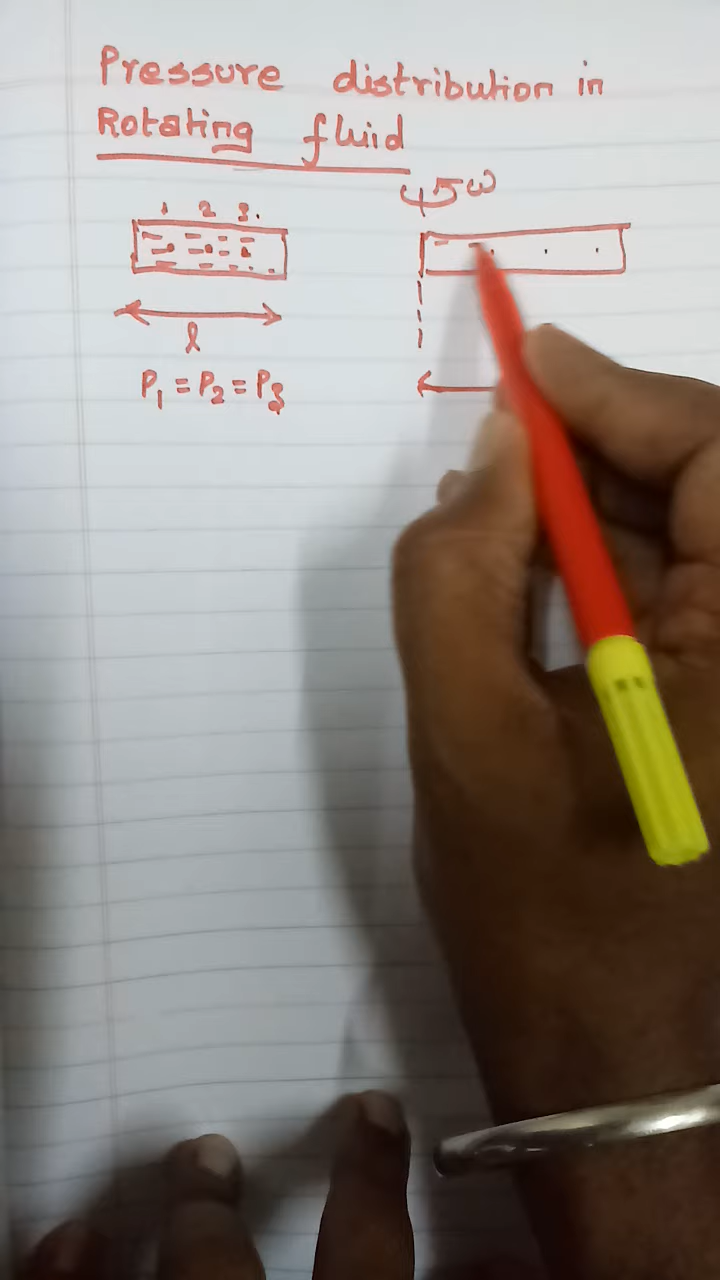 Pressure distribution in
Rotating fluid
ω
1 2 3.
l
P₁ = P₂ = P₃